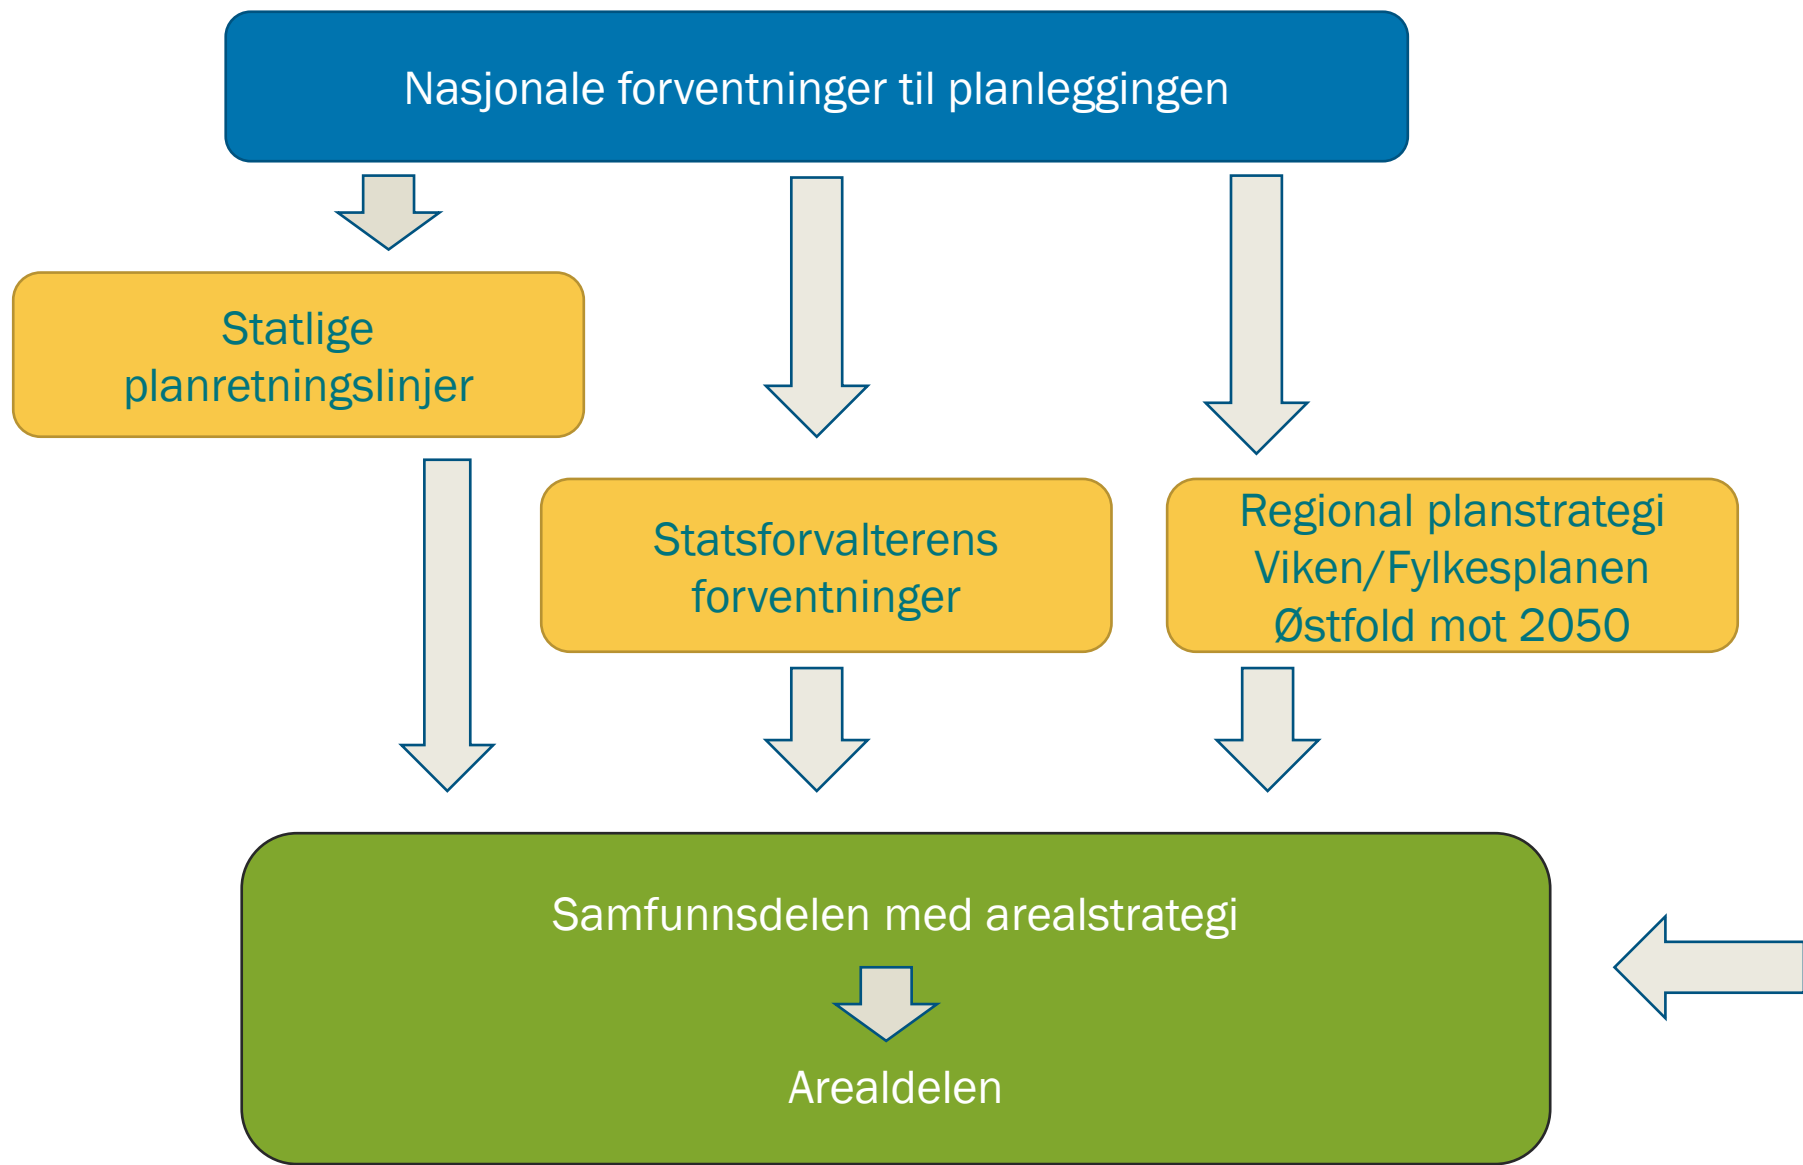 Nasjonale forventninger til planleggingen
Statlige
planretningslinjer
Statsforvalterens
forventninger
Regional planstrategi
Viken/Fylkesplanen
Østfold mot 2050
Samfunnsdelen med arealstrategi
Arealdelen